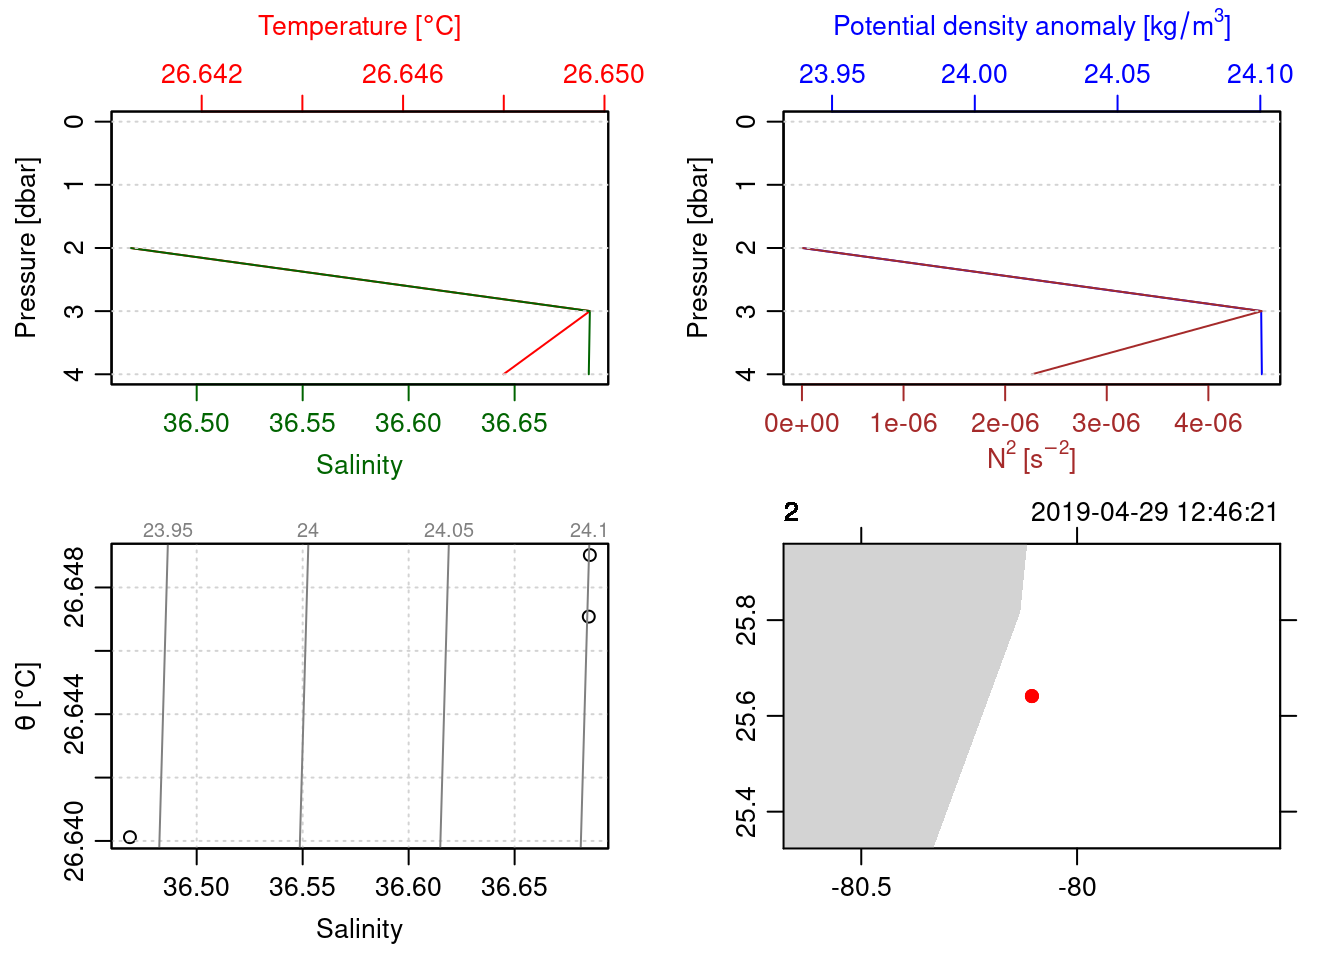 Temperature [°C]
26.642 26.646 26.650
Pressure [dbar]
0
1
2
3
4
36.50 36.55 36.60 36.65
Salinity
Potential density anomaly [kg/m³]
23.95 24.00 24.05 24.10
Pressure [dbar]
0
1
2
3
4
0e+00 1e-06 2e-06 3e-06 4e-06
N² [s⁻²]
23.95 24 24.05 24.1
θ [°C]
26.648
26.644
26.640
36.50 36.55 36.60 36.65
Salinity
2 2019-04-29 12:46:21
25.8
25.6
25.4
-80.5 -80